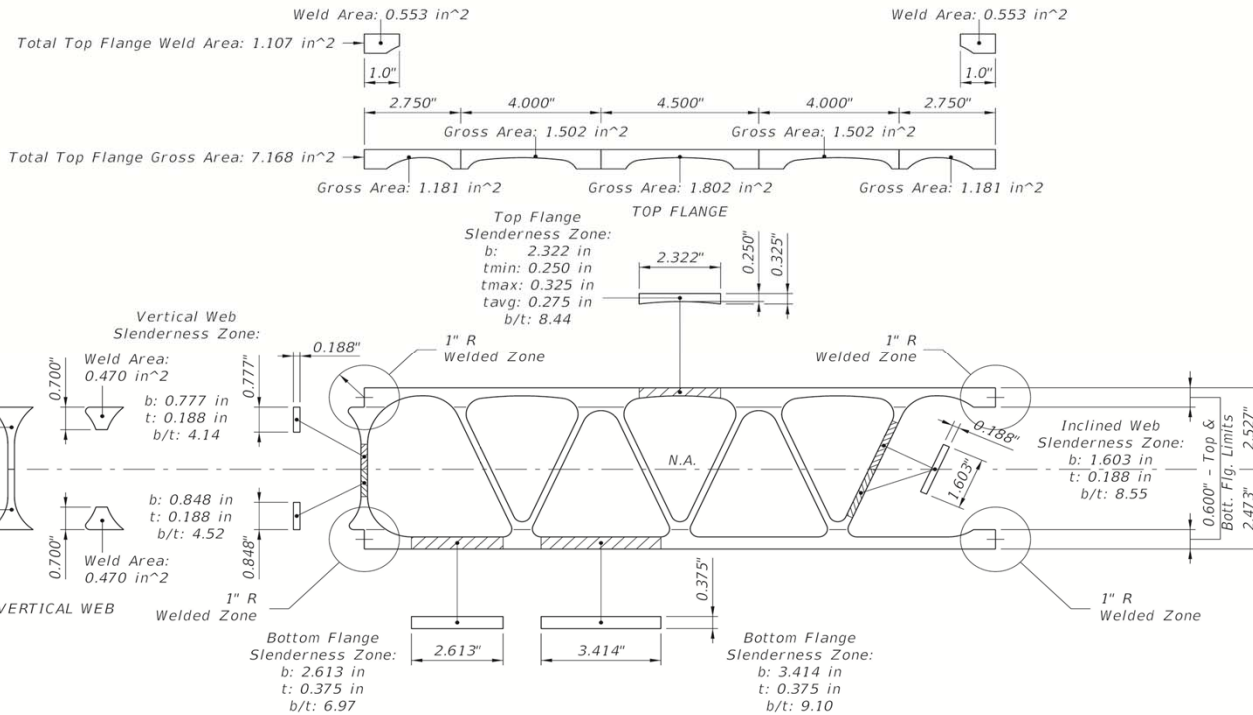 Weld Area: 0.553 in^2
Weld Area: 0.553 in^2
Total Top Flange Weld Area: 1.107 in^2
1.0"
1.0"
2.750"
4.000"
4.500"
4.000"
2.750"
Gross Area: 1.502 in^2
Gross Area: 1.502 in^2
Total Top Flange Gross Area: 7.168 in^2
Gross Area: 1.181 in^2
Gross Area: 1.802 in^2
Gross Area: 1.181 in^2
TOP FLANGE
Top Flange
Slenderness Zone:
b: 2.322 in
tmin: 0.250 in
tmax: 0.325 in
tavg: 0.275 in
b/t: 8.44
2.322"
0.250"
0.325"
Vertical Web
Slenderness Zone:
0.188"
0.777"
1" R
Welded Zone
1" R
Welded Zone
0.700"
Weld Area:
0.470 in^2
b: 0.777 in
t: 0.188 in
b/t: 4.14
N.A.
0.188"
1.603"
Inclined Web
Slenderness Zone:
b: 1.603 in
t: 0.188 in
b/t: 8.55
0.600" - Top &
Bott. Flg. Limits
2.527"
2.473"
b: 0.848 in
t: 0.188 in
b/t: 4.52
0.700"
Weld Area:
0.470 in^2
0.848"
VERTICAL WEB
1" R
Welded Zone
1" R
Welded Zone
0.375"
Bottom Flange
Slenderness Zone:
b: 2.613 in
t: 0.375 in
b/t: 6.97
2.613"
3.414"
Bottom Flange
Slenderness Zone:
b: 3.414 in
t: 0.375 in
b/t: 9.10